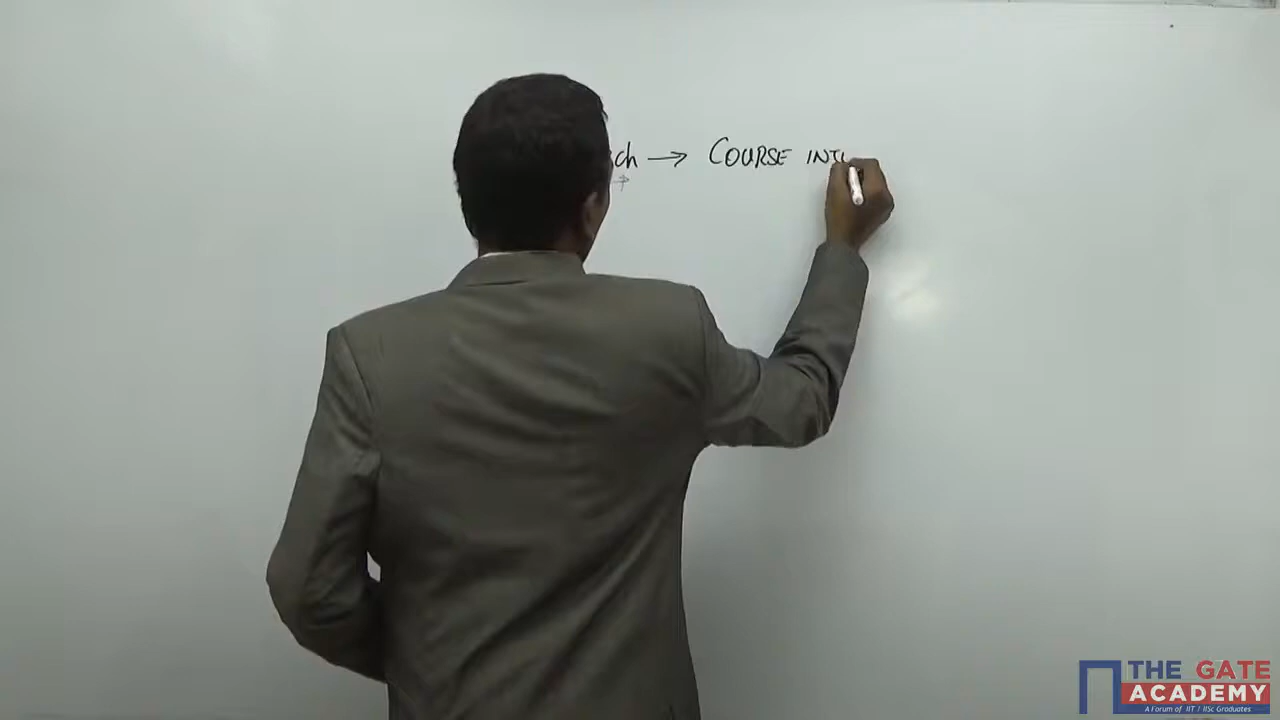 ch → COURSE INT
THE GATE
ACADEMY
A Forum of IIT / IISc Graduates